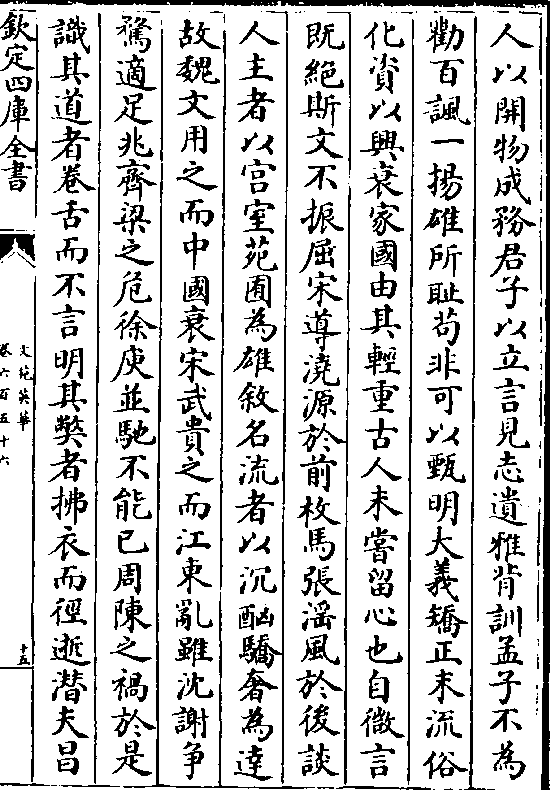 人以開物成務君子以立言見志遺雅背訓孟子不為
勸百諷一揚雄所耻苟非可以甄明大義矯正末流俗
化資以興衰家國由其輕重古人未嘗留心也自微言
既絕斯文不振屈宋導澆源於前枚馬張淫風於後談
人主者以宮室苑囿為雄敘名流者以沉酗驕奢為達
故魏文用之而中國衰宋武貴之而江東亂雖沈謝争
騖適足兆齊梁之危徐庾並馳不能已周陳之禍於是
識其道者卷舌而不言明其獘者拂衣而徑逝潜夫昌
欽定四庫全書
文苑英華
卷六百五十六
十五